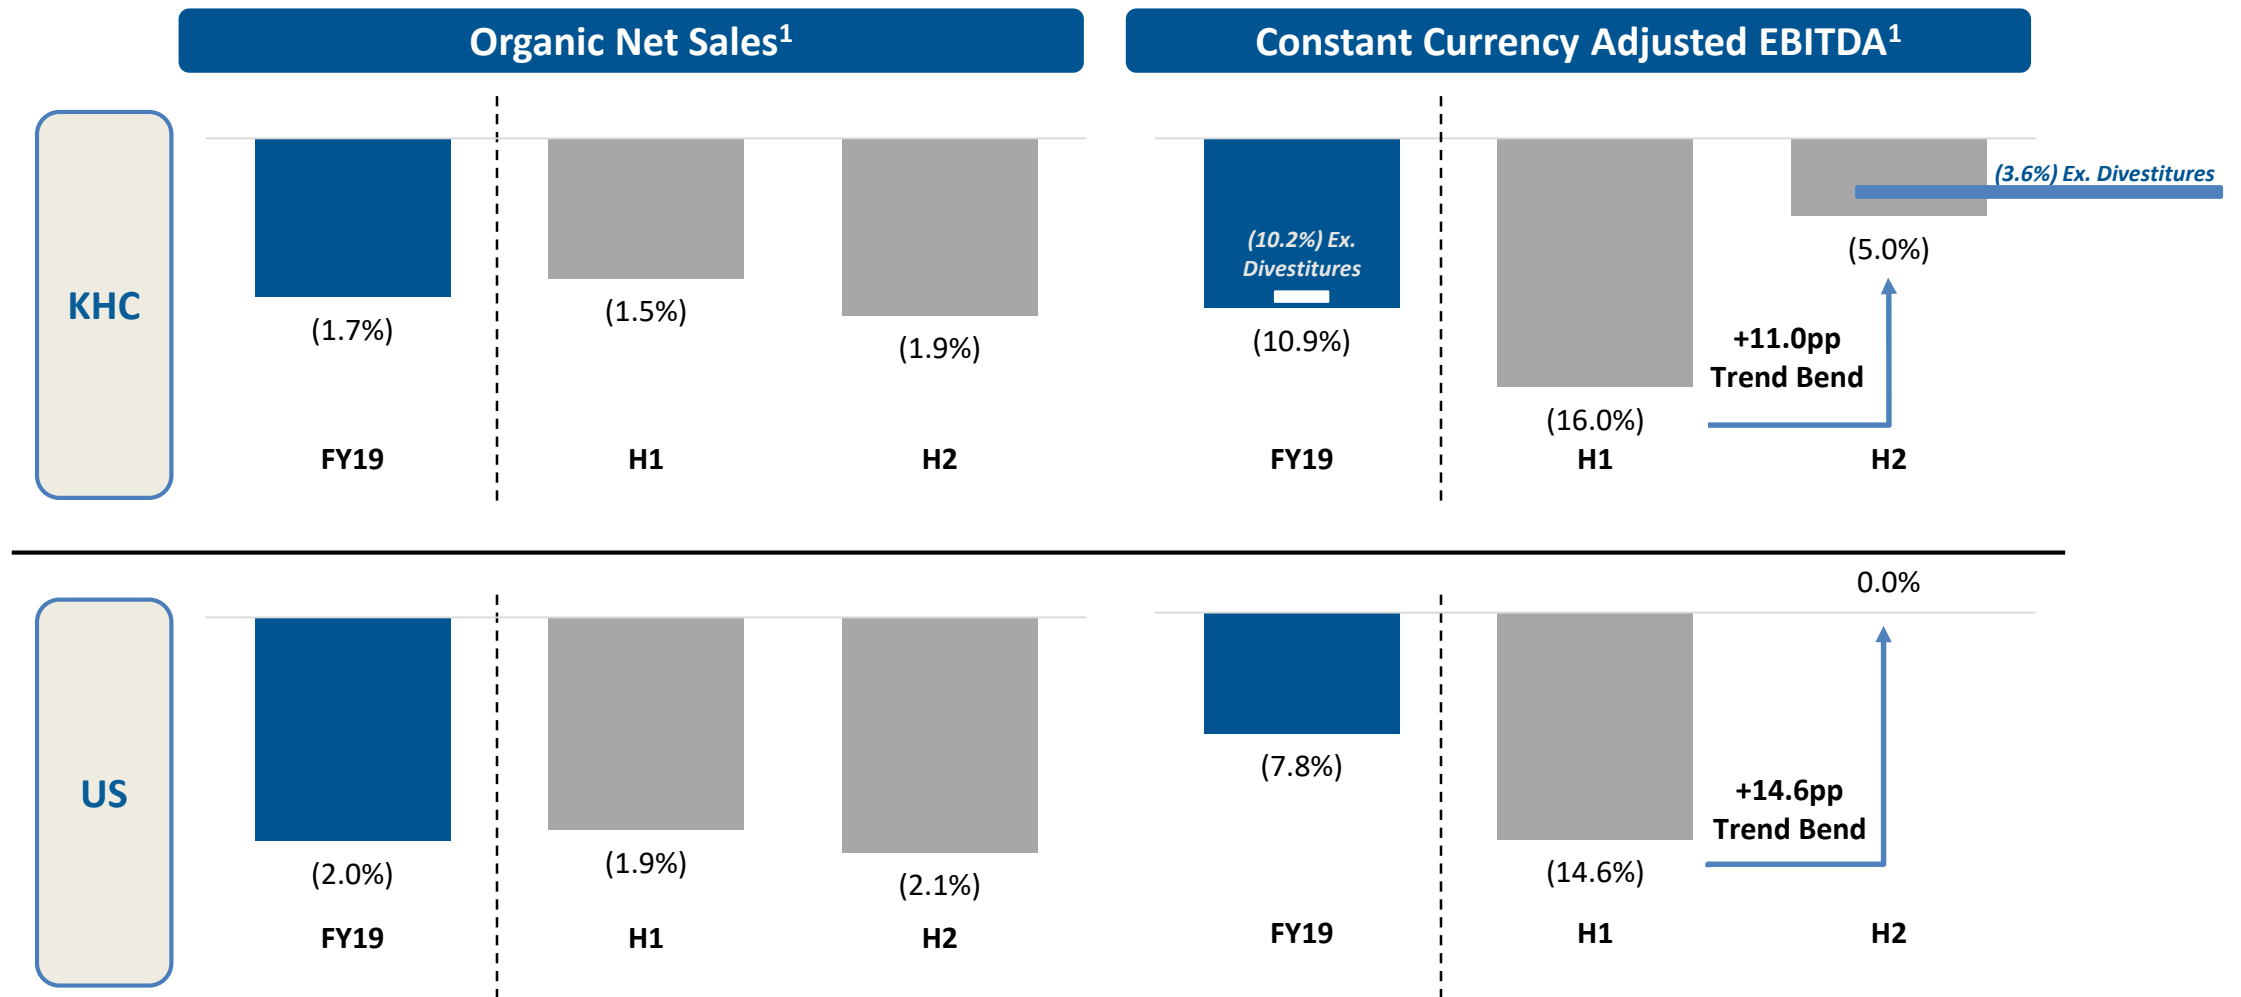 Organic Net Sales1
Constant Currency Adjusted EBITDA1
KHC
(1.7%)
(1.5%)
(1.9%)
FY19
H1
H2
(10.2%) Ex.
Divestitures
(10.9%)
(16.0%)
(3.6%) Ex. Divestitures
(5.0%)
+11.0pp
Trend Bend
FY19
H1
H2
US
(2.0%)
(1.9%)
(2.1%)
FY19
H1
H2
0.0%
(7.8%)
(14.6%)
+14.6pp
Trend Bend
FY19
H1
H2